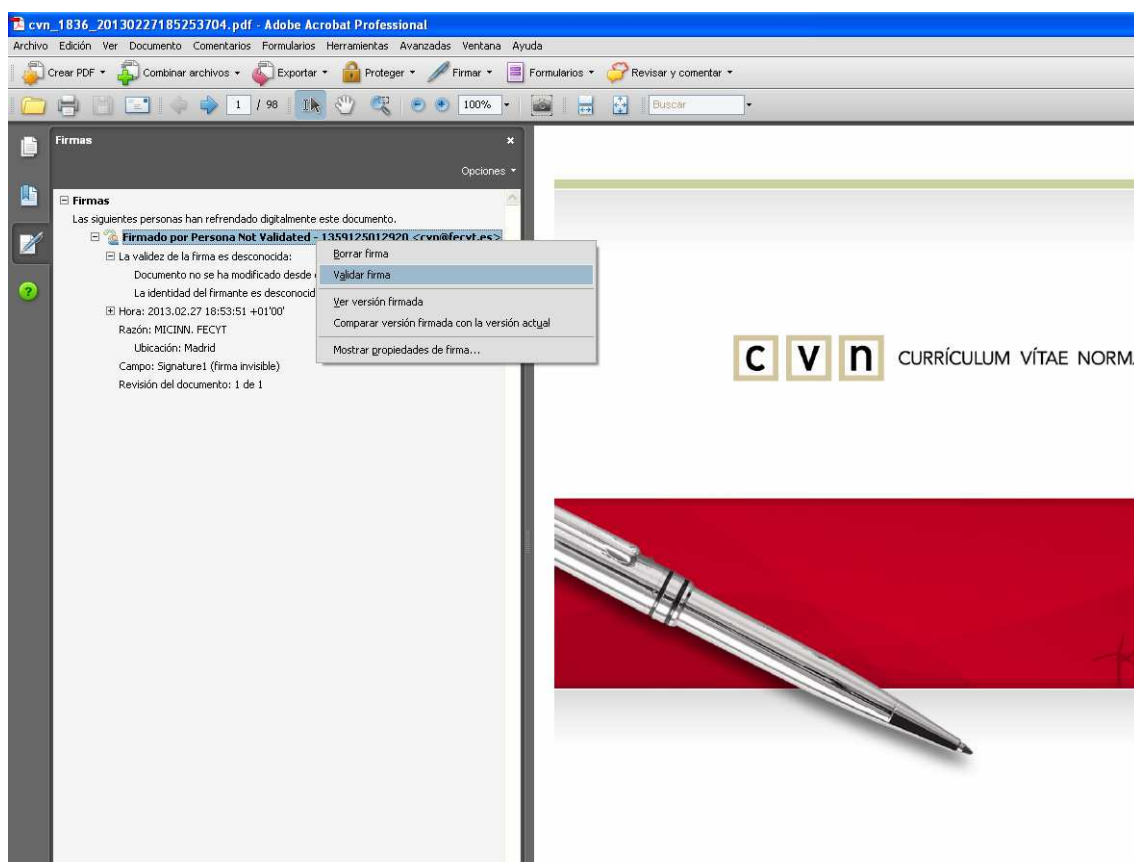 cvn_1836_20130227185253704.pdf - Adobe Acrobat Professional
Archivo Edición Ver Documento Comentarios Formularios Herramientas Avanzadas Ventana Ayuda
Crear PDF Combinar archivos Exportar Proteger Firmar Formularios Revisar y comentar
1 / 98 100% Buscar
Firmas
Opciones
Firmas
Las siguientes personas han refrendado digitalmente este documento.
Firmado por Persona Not Validated - 1359125012920 <cvn@fecyt.es>
La validez de la firma es desconocida:
Documento no se ha modificado desde
La identidad del firmante es desconocid
Hora: 2013.02.27 18:53:51 +01'00'
Razón: MICINN. FECYT
Ubicación: Madrid
Campo: Signature1 (firma invisible)
Revisión del documento: 1 de 1
Borrar firma
Validar firma
Ver versión firmada
Comparar versión firmada con la versión actual
Mostrar propiedades de firma...
c v n CURRÍCULUM VÍTAE NORMA